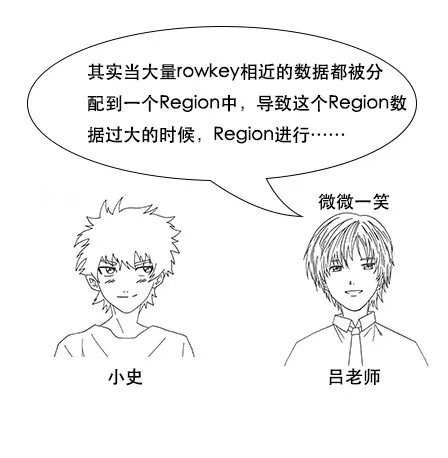 其实当大量rowkey相近的数据都被分
配到一个Region中，导致这个Region数
据过大的时候，Region进行……
微微一笑
小史
吕老师